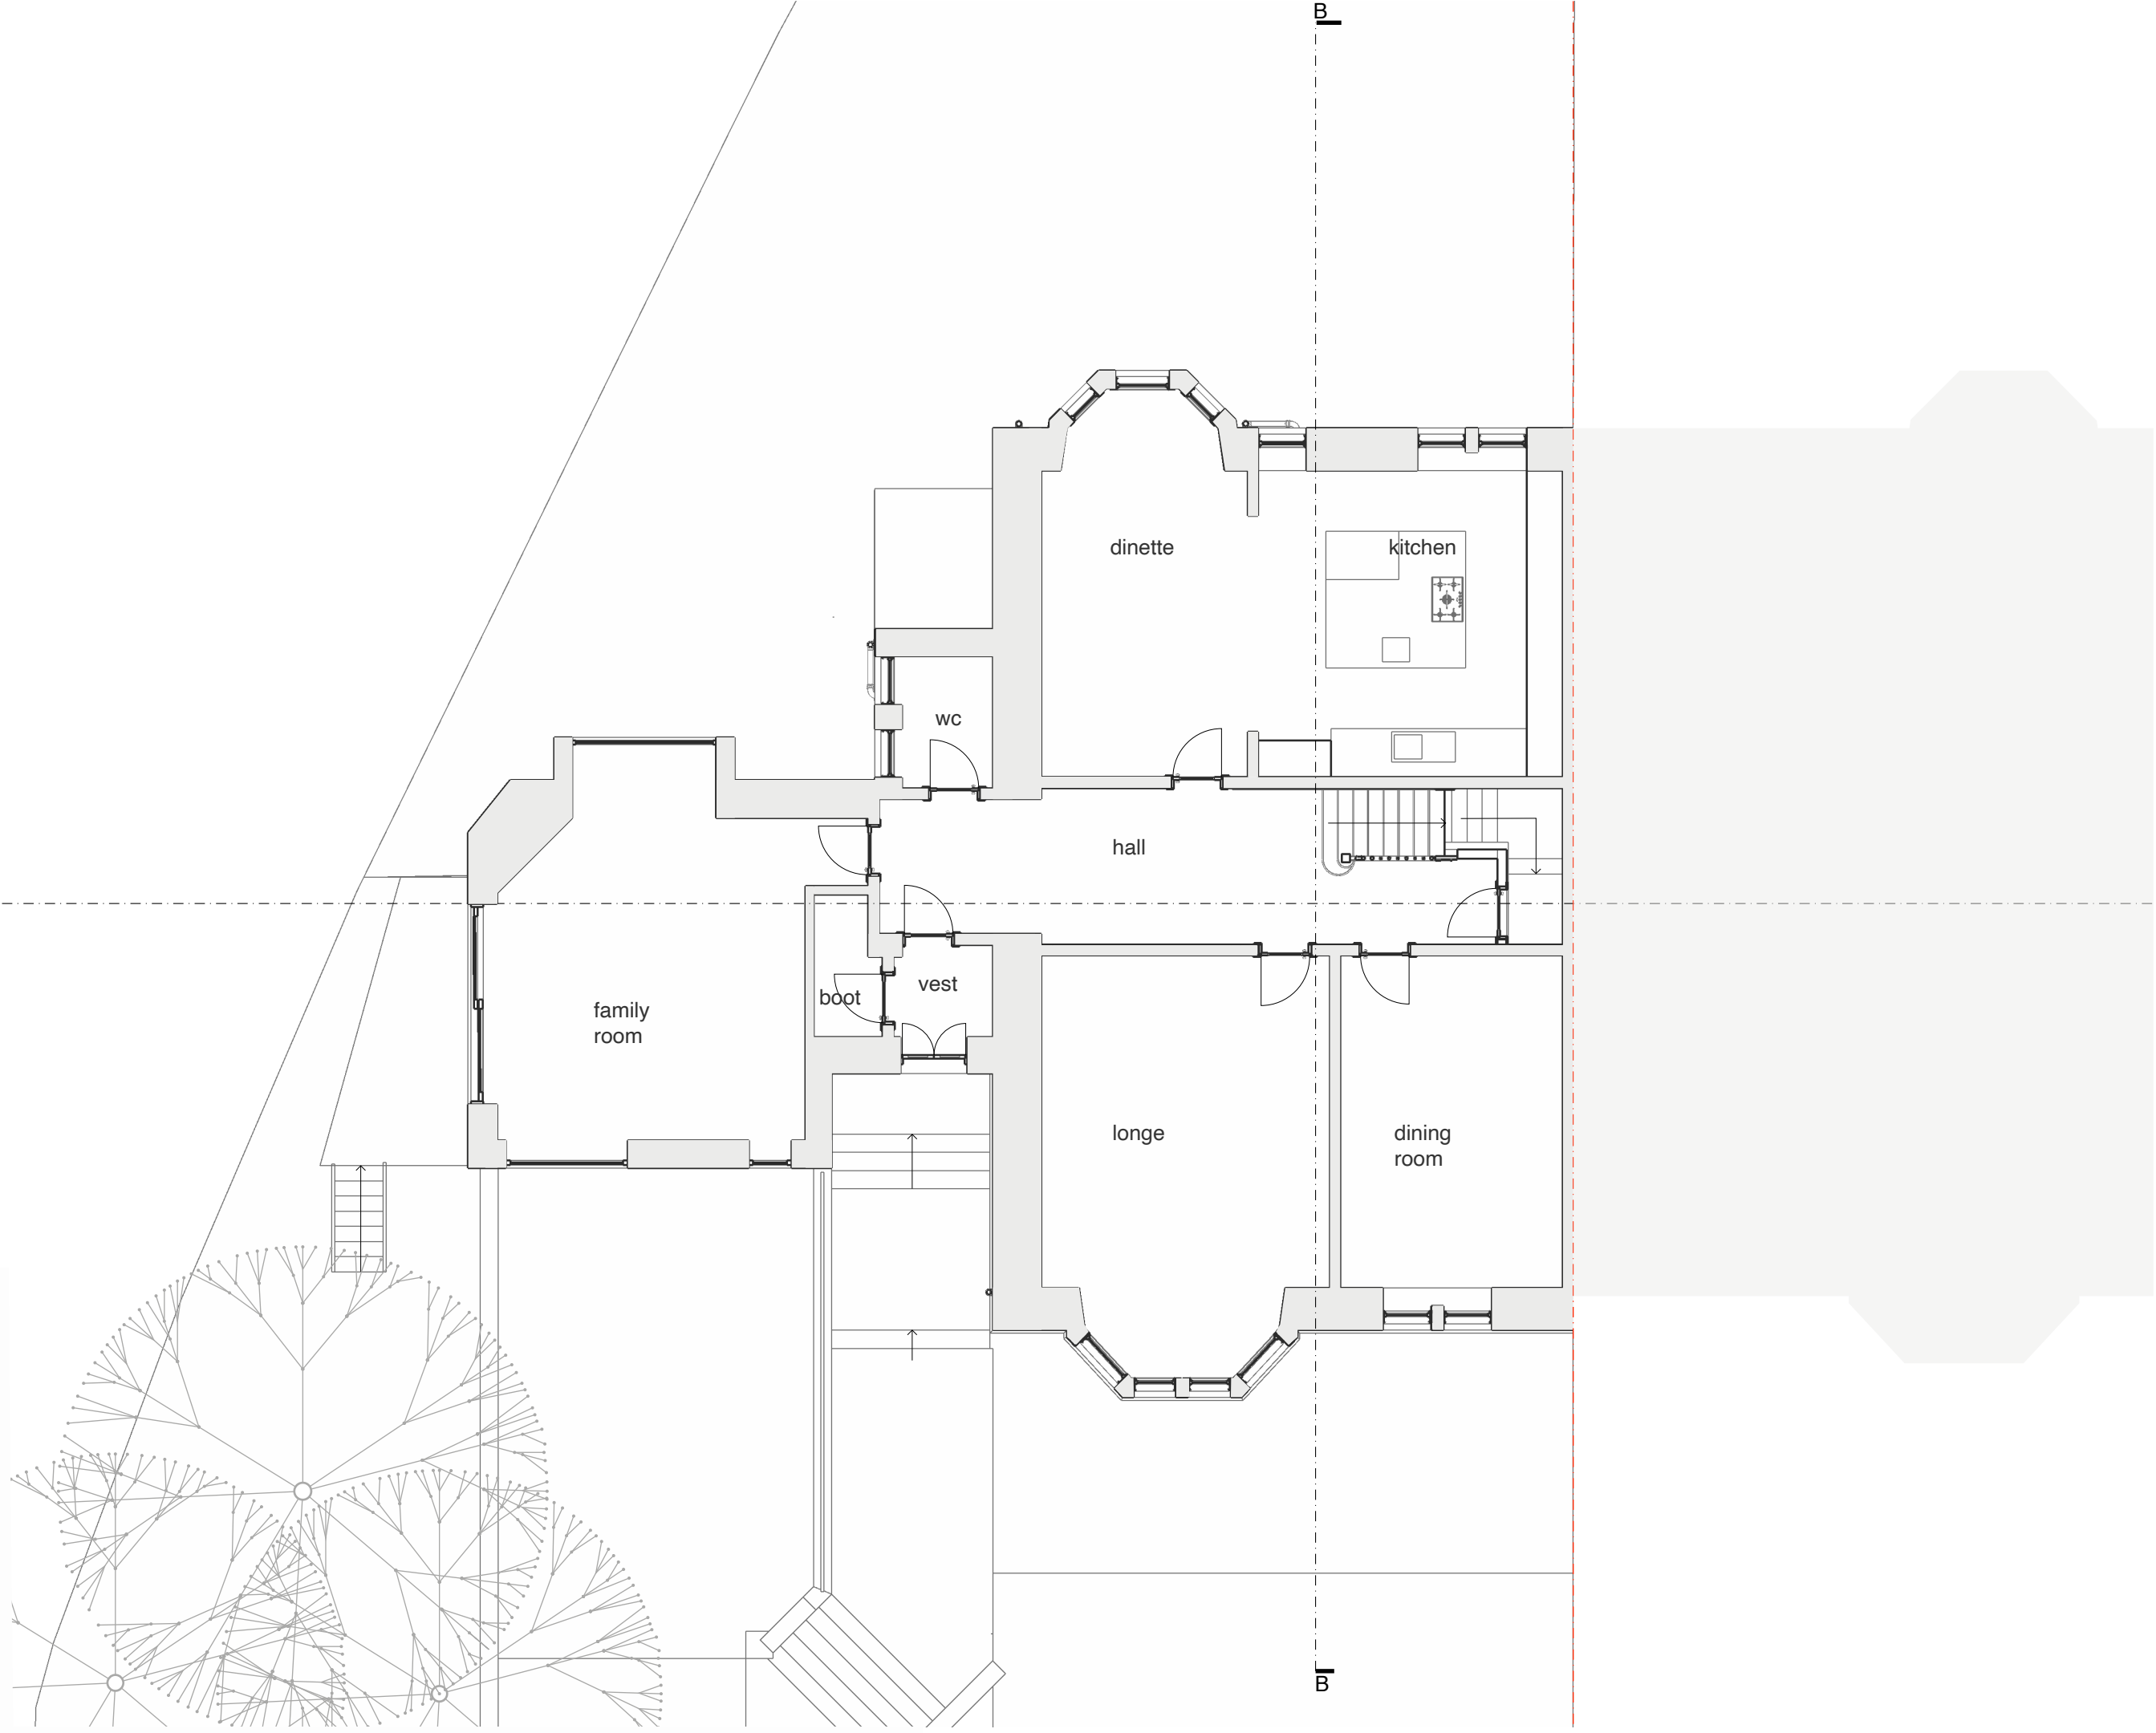 B
dinette
kitchen
wc
hall
vest
boot
family
room
longe
dining
room
B